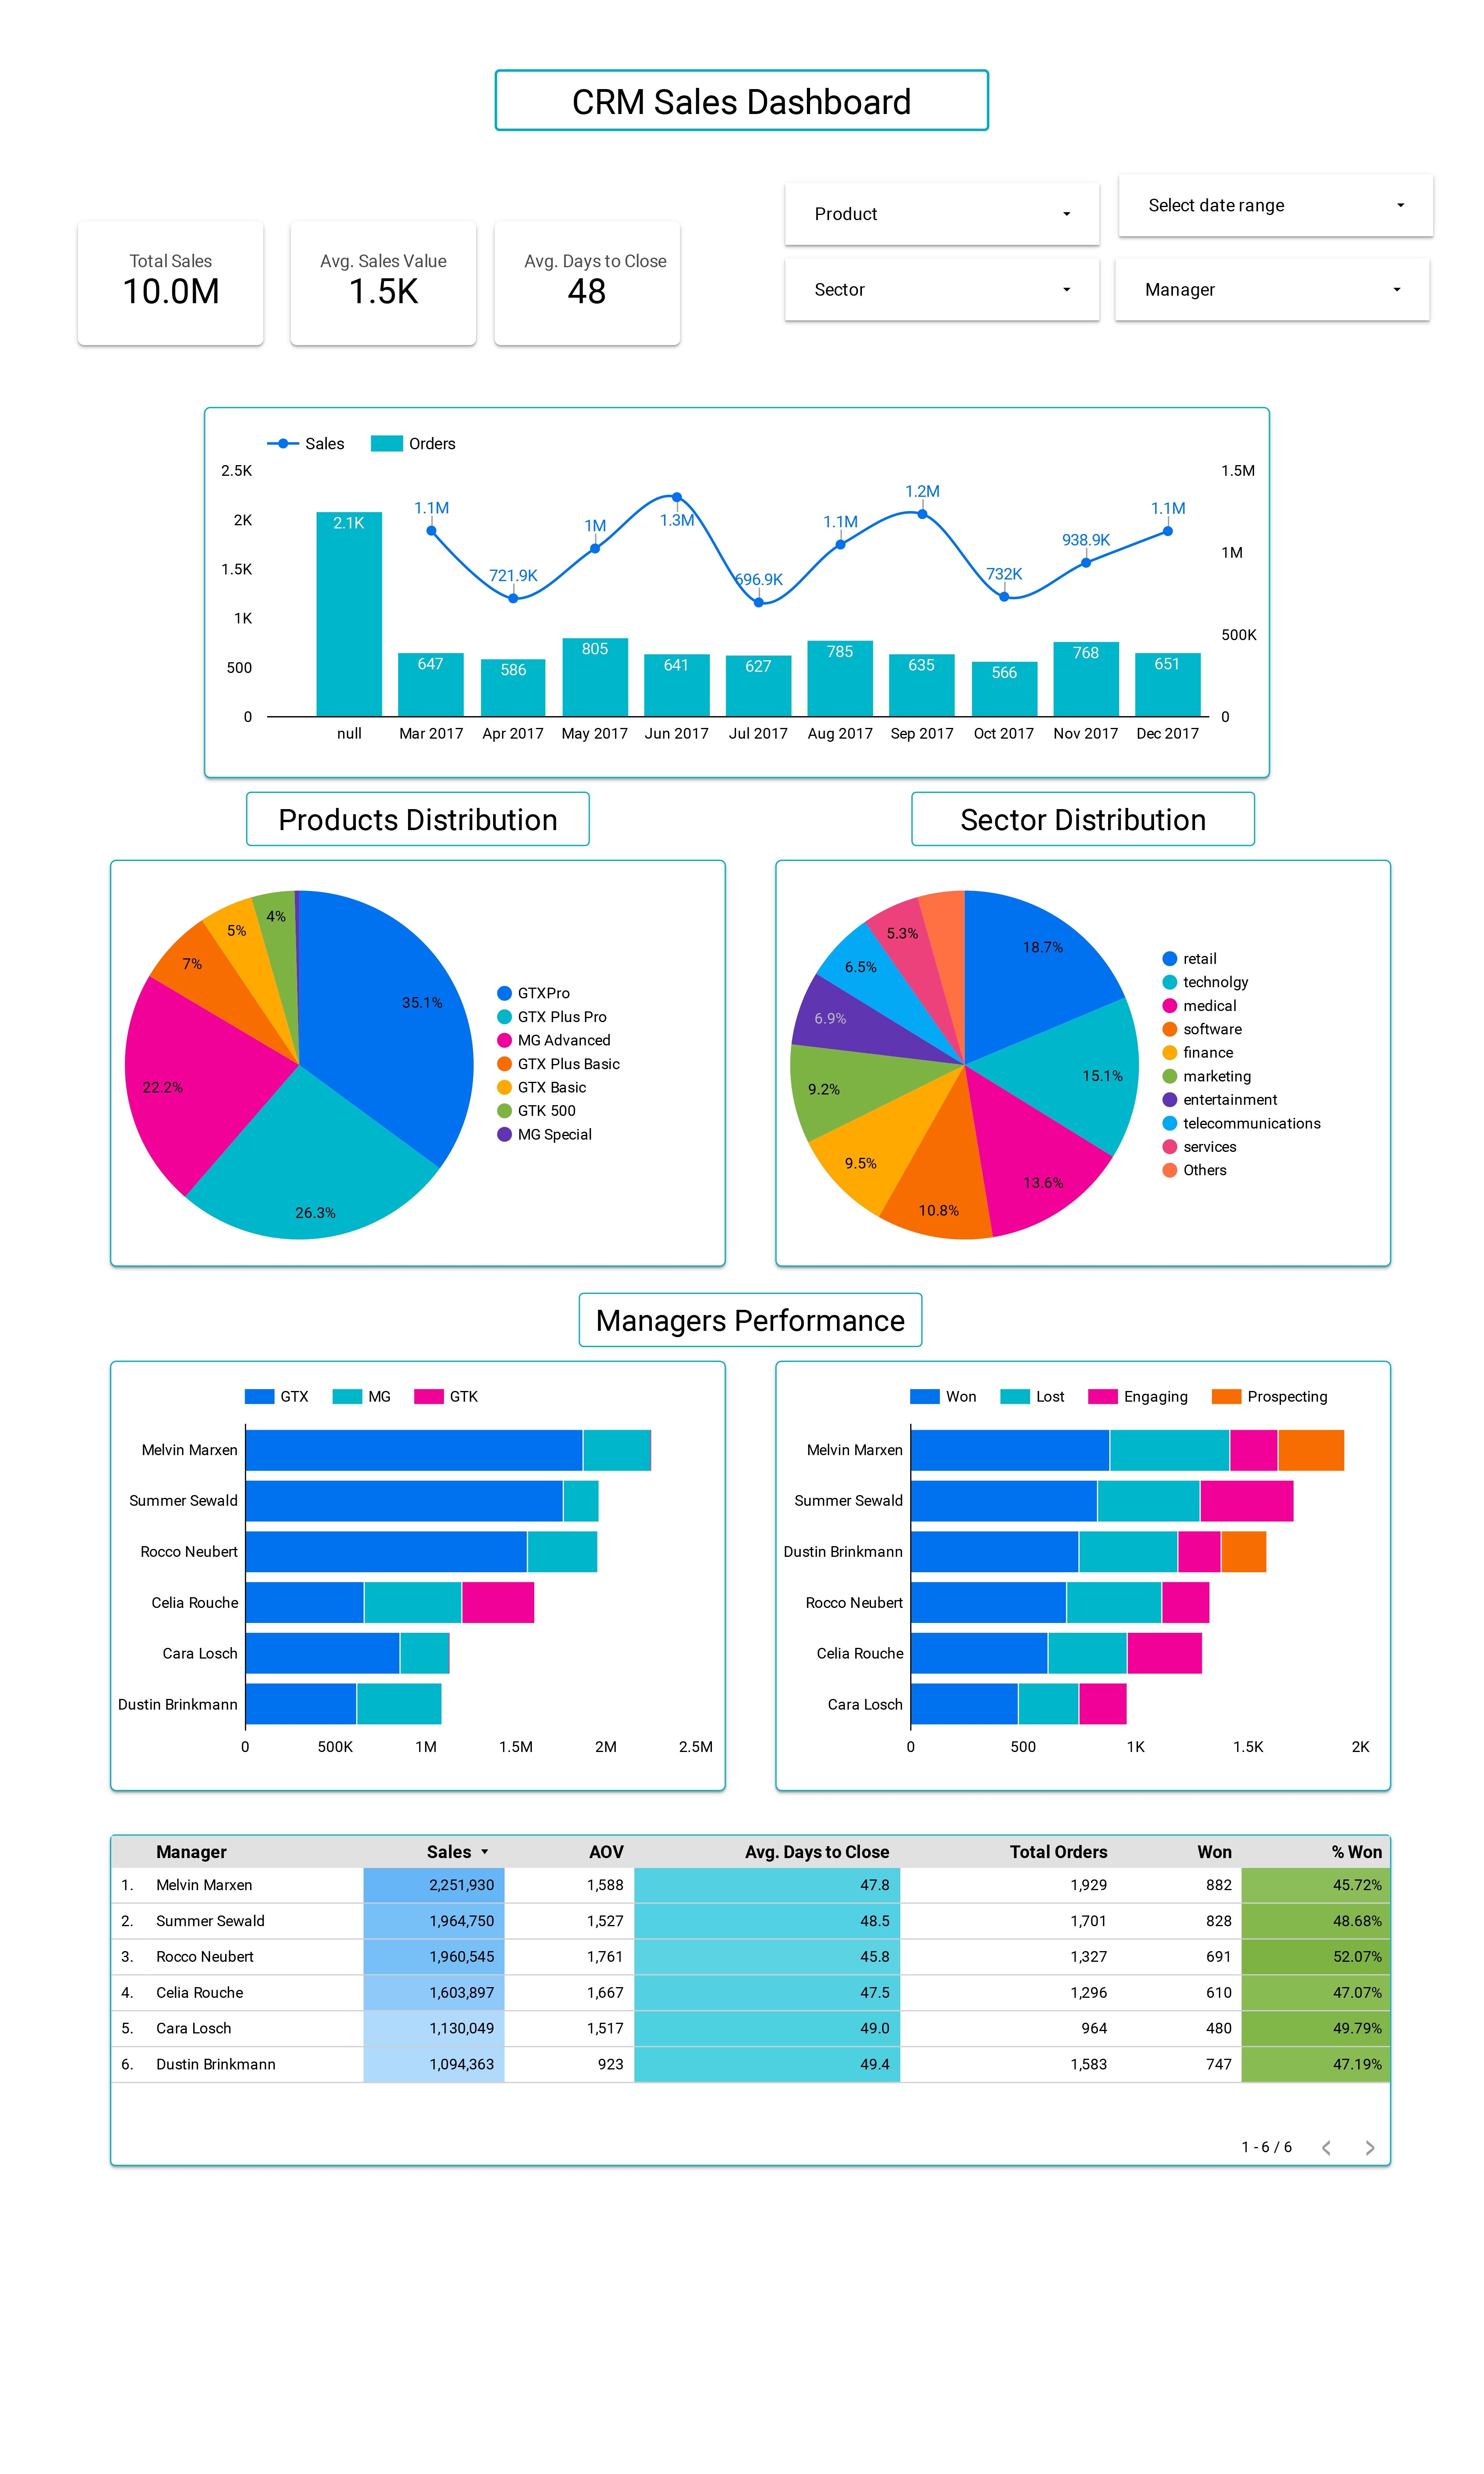 CRM Sales Dashboard
Product
Select date range
Total Sales
10.0M
Avg. Sales Value
1.5K
Avg. Days to Close
48
Sector
Manager
Sales Orders
2.5K
2K
1.5K
1K
500
0
1.5M
1M
500K
0
1.1M
721.9K
1M
1.3M
696.9K
1.1M
1.2M
732K
938.9K
1.1M
2.1K
647
586
805
641
627
785
635
566
768
651
null Mar 2017 Apr 2017 May 2017 Jun 2017 Jul 2017 Aug 2017 Sep 2017 Oct 2017 Nov 2017 Dec 2017
Products Distribution
35.1%
26.3%
22.2%
7%
5%
4%
GTXPro
GTX Plus Pro
MG Advanced
GTX Plus Basic
GTX Basic
GTK 500
MG Special
Sector Distribution
18.7%
15.1%
13.6%
10.8%
9.5%
9.2%
6.9%
6.5%
5.3%
retail
technolgy
medical
software
finance
marketing
entertainment
telecommunications
services
Others
Managers Performance
GTX MG GTK
Melvin Marxen
Summer Sewald
Rocco Neubert
Celia Rouche
Cara Losch
Dustin Brinkmann
0 500K 1M 1.5M 2M 2.5M
Won Lost Engaging Prospecting
Melvin Marxen
Summer Sewald
Dustin Brinkmann
Rocco Neubert
Celia Rouche
Cara Losch
0 500 1K 1.5K 2K
Manager Sales AOV Avg. Days to Close Total Orders Won % Won
1. Melvin Marxen 2,251,930 1,588 47.8 1,929 882 45.72%
2. Summer Sewald 1,964,750 1,527 48.5 1,701 828 48.68%
3. Rocco Neubert 1,960,545 1,761 45.8 1,327 691 52.07%
4. Celia Rouche 1,603,897 1,667 47.5 1,296 610 47.07%
5. Cara Losch 1,130,049 1,517 49.0 964 480 49.79%
6. Dustin Brinkmann 1,094,363 923 49.4 1,583 747 47.19%
1 - 6 / 6